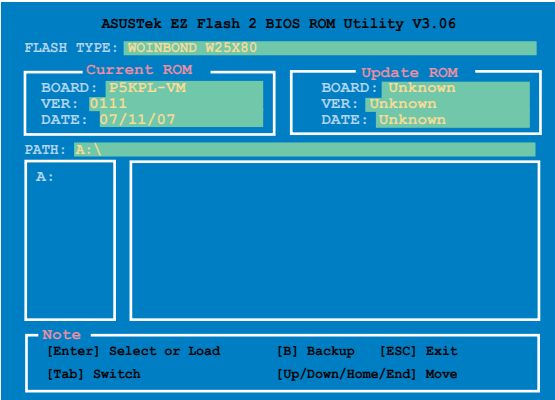 ASUSTek EZ Flash 2 BIOS ROM Utility V3.06
FLASH TYPE: WOINBOND W25X80
Current ROM
BOARD: P5KPL-VM
VER: 0111
DATE: 07/11/07
Update ROM
BOARD: Unknown
VER: Unknown
DATE: Unknown
PATH: A:\
A:
Note
[Enter] Select or Load [B] Backup [ESC] Exit
[Tab] Switch [Up/Down/Home/End] Move